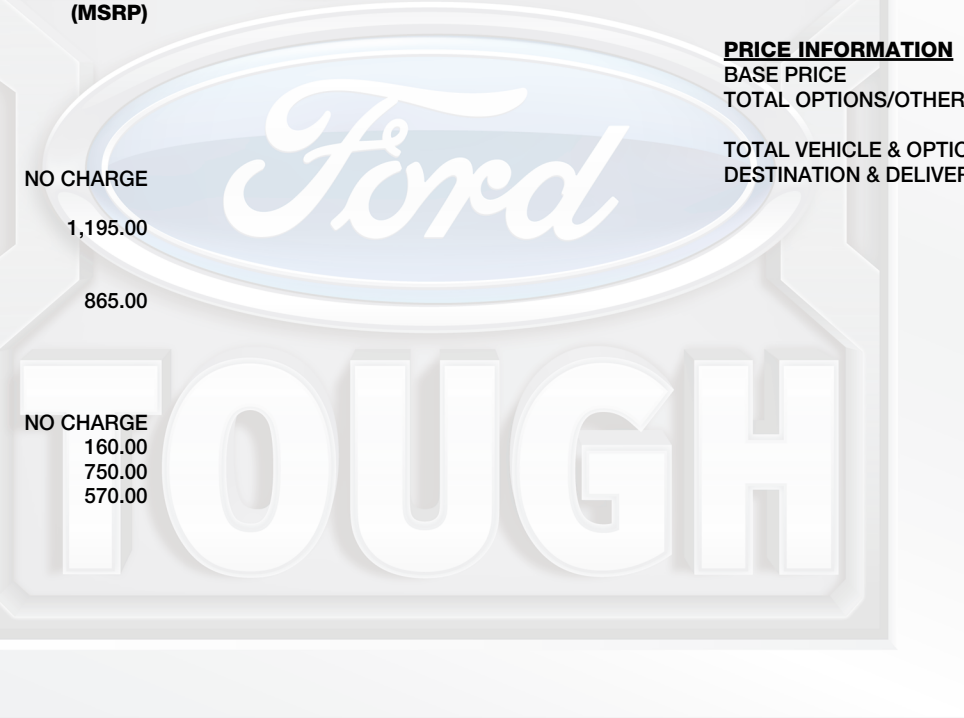 (MSRP)
NO CHARGE
1,195.00
865.00
NO CHARGE
160.00
750.00
570.00
PRICE INFORMATION
BASE PRICE
TOTAL OPTIONS/OTHER
TOTAL VEHICLE & OPTIO
DESTINATION & DELIVER
Ford
TOUGH